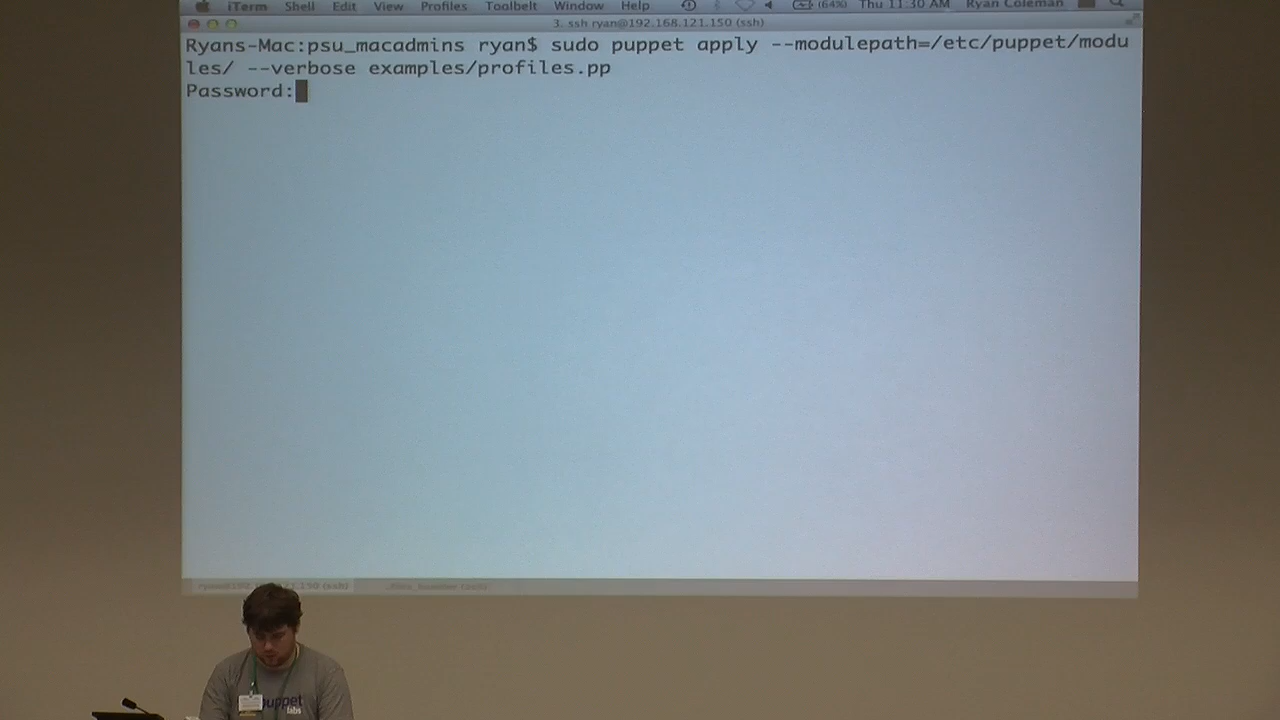 iTerm Shell Edit View Profiles Toolbelt Window Help (64%) Thu 11:30 AM Ryan Coleman
3. ssh ryan@192.168.121.150 (ssh)
Ryans-Mac:psu_macadmins ryan$ sudo puppet apply --modulepath=/etc/puppet/modu
les/ --verbose examples/profiles.pp
Password:
puppet
labs